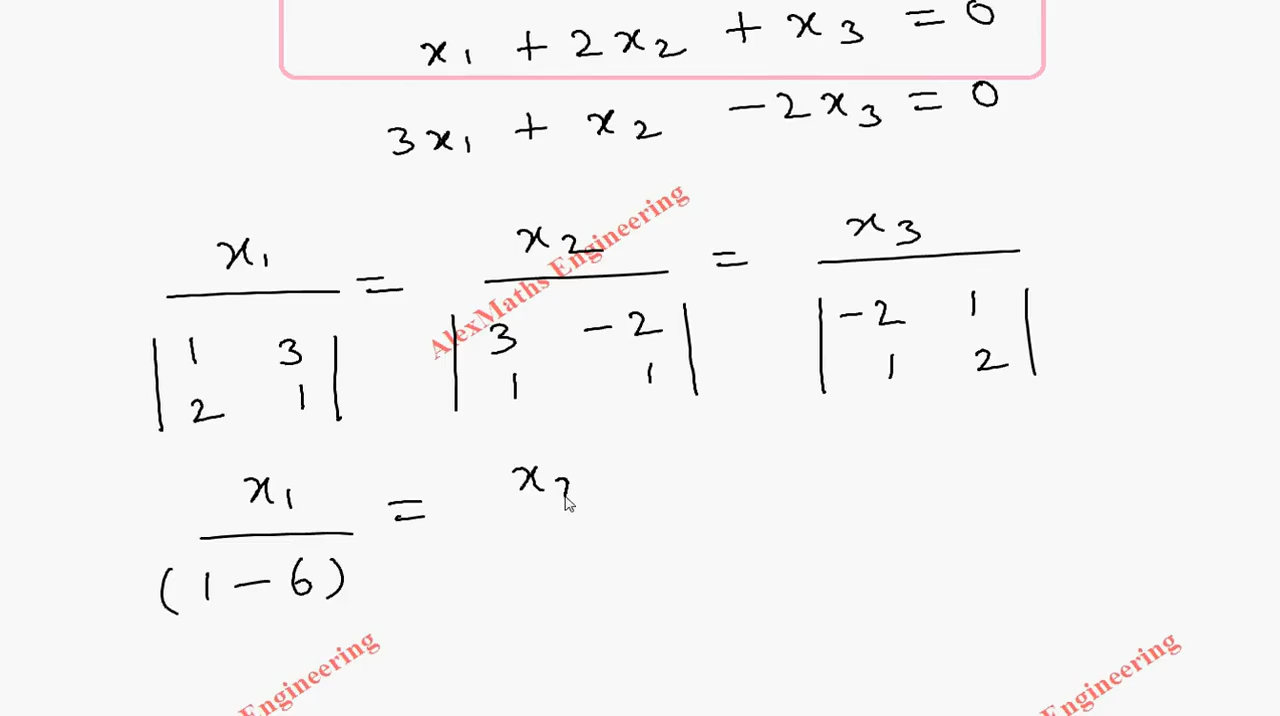 x₁ + 2x₂ + x₃ = 0
3x₁ + x₂ - 2x₃ = 0
x₁ = x₂ = x₃
|1 3| |3 -2| |-2 1|
|2 1| |1 1| |1 2|
x₁ = x₂
(1 - 6)
AlexMaths Engineering
Engineering
Engineering